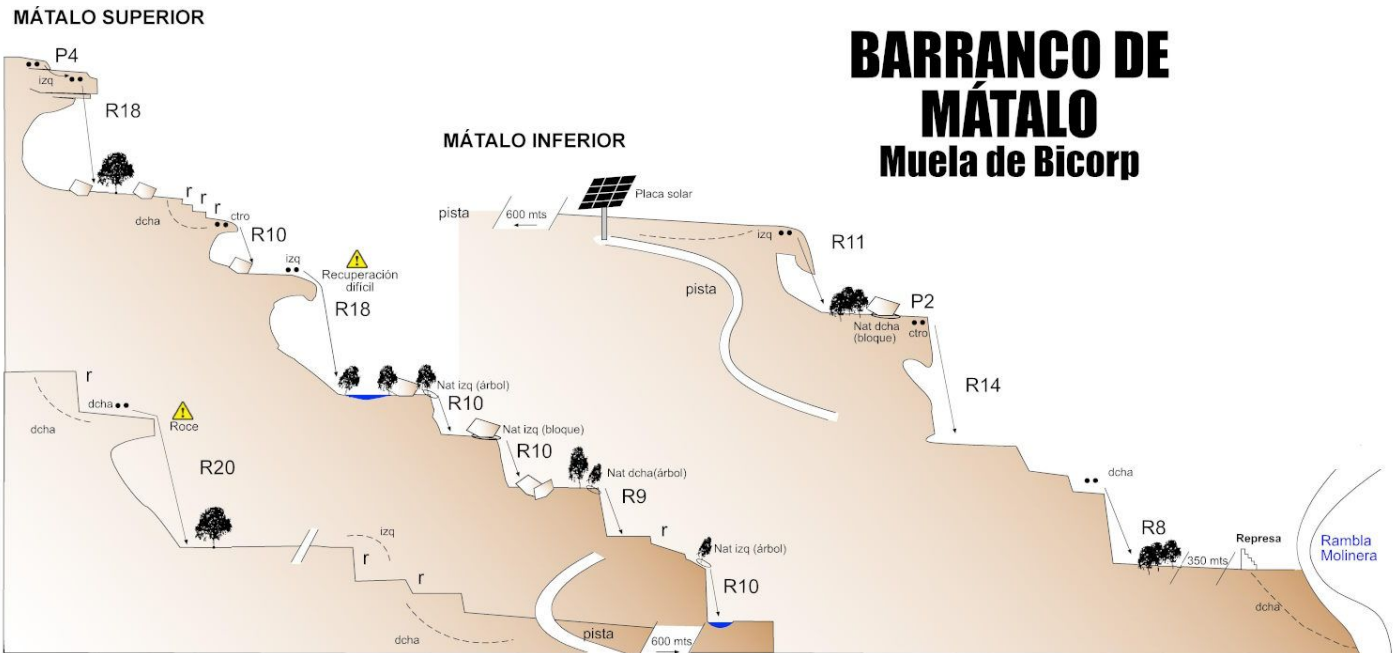 MÁTALO SUPERIOR
BARRANCO DE
MÁTALO
Muela de Bicorp
P4
izq
R18
r
r
r
dcha
ctro
R10
izq
Recuperación
difícil
R18
Nat izq (árbol)
R10
Nat izq (bloque)
R10
Nat dcha(árbol)
R9
r
Nat izq (árbol)
R10
r
dcha
dcha
Roce
R20
izq
r
r
dcha
pista
600 mts
MÁTALO INFERIOR
pista
600 mts
Placa solar
pista
izq
R11
P2
Nat dcha
(bloque)
ctro
R14
dcha
R8
350 mts
Represa
Rambla
Molinera
dcha